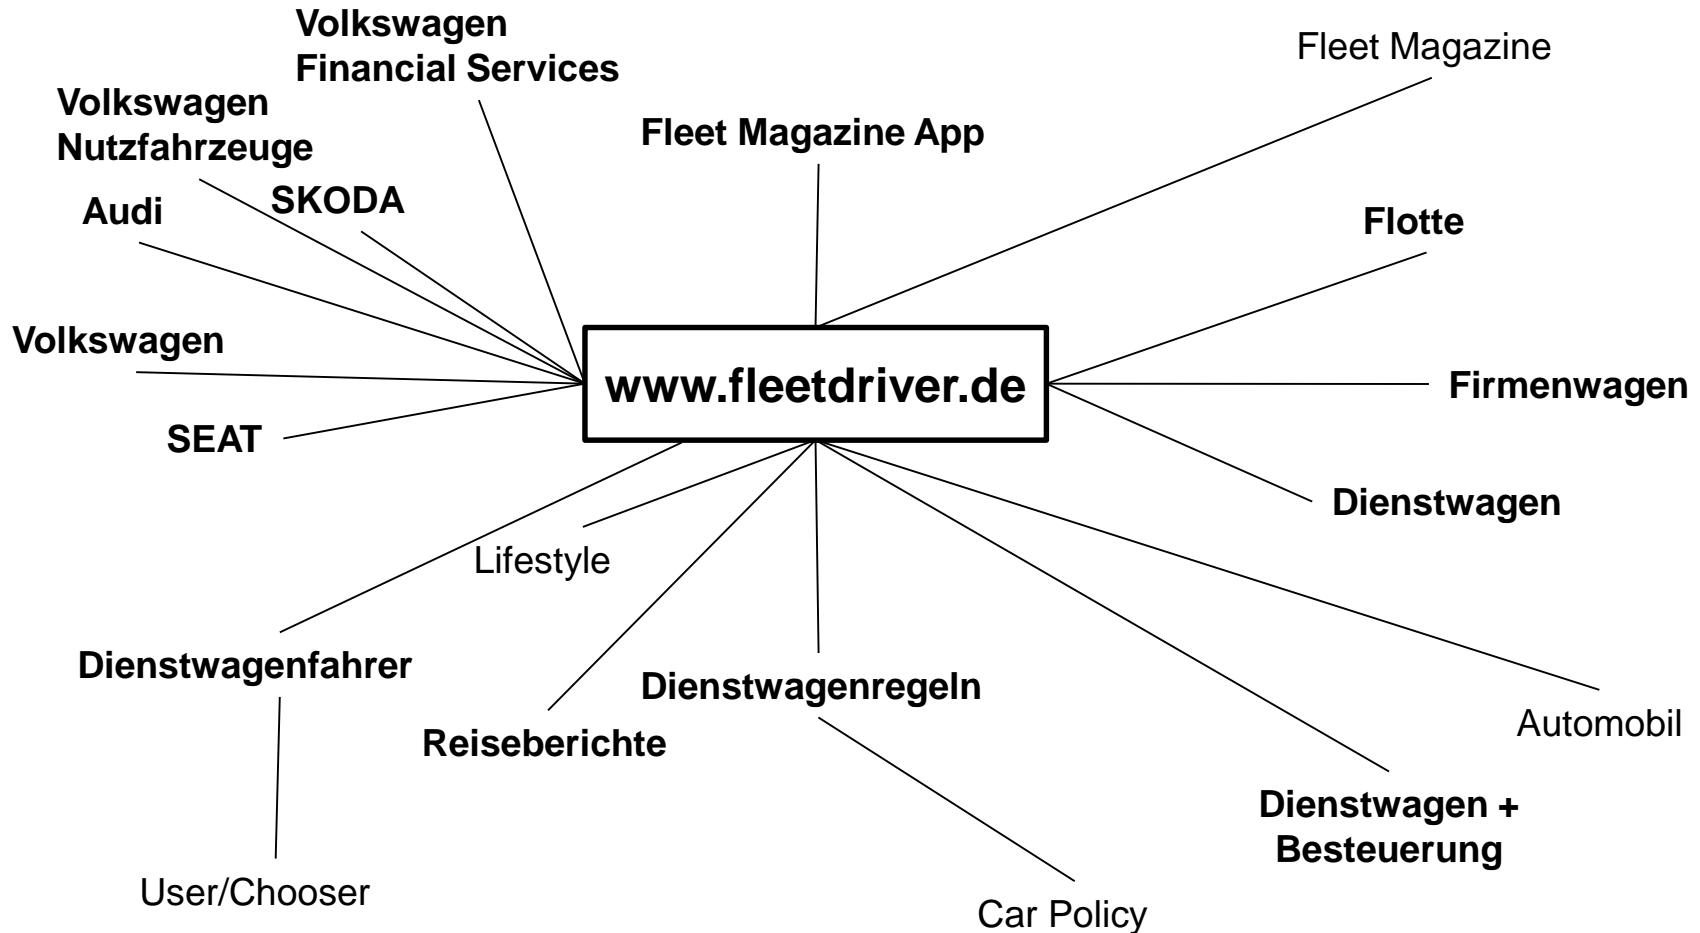 Volkswagen
Financial Services
Fleet Magazine
Volkswagen
Nutzfahrzeuge
Fleet Magazine App
SKODA
Audi
Flotte
Volkswagen
www.fleetdriver.de
Firmenwagen
SEAT
Dienstwagen
Lifestyle
Dienstwagenfahrer
Dienstwagenregeln
Reiseberichte
Automobil
Dienstwagen +
Besteuerung
User/Chooser
Car Policy